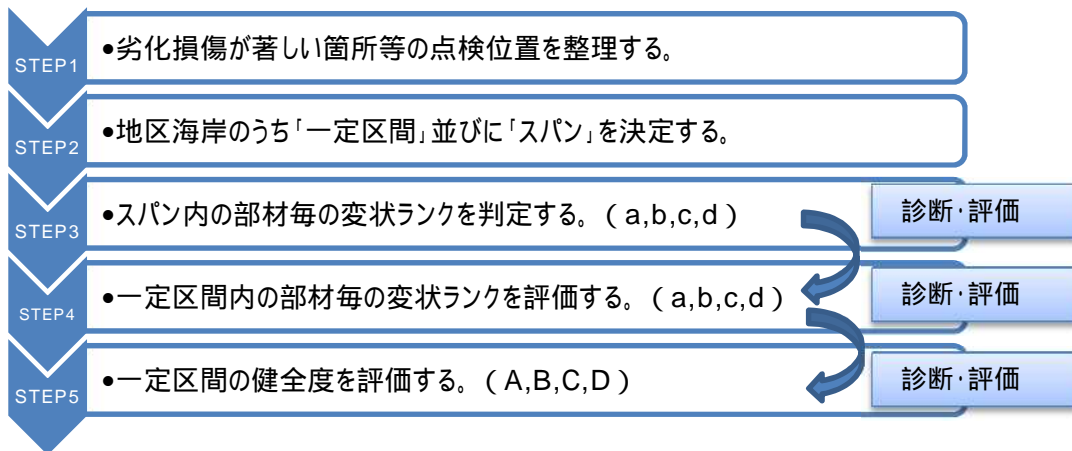 STEP1
•劣化損傷が著しい箇所等の点検位置を整理する。
STEP2
•地区海岸のうち「一定区間」並びに「スパン」を決定する。
STEP3
•スパン内の部材毎の変状ランクを判定する。（a,b,c,d）
診断・評価
STEP4
•一定区間内の部材毎の変状ランクを評価する。（a,b,c,d）
診断・評価
STEP5
•一定区間の健全度を評価する。（A,B,C,D）
診断・評価